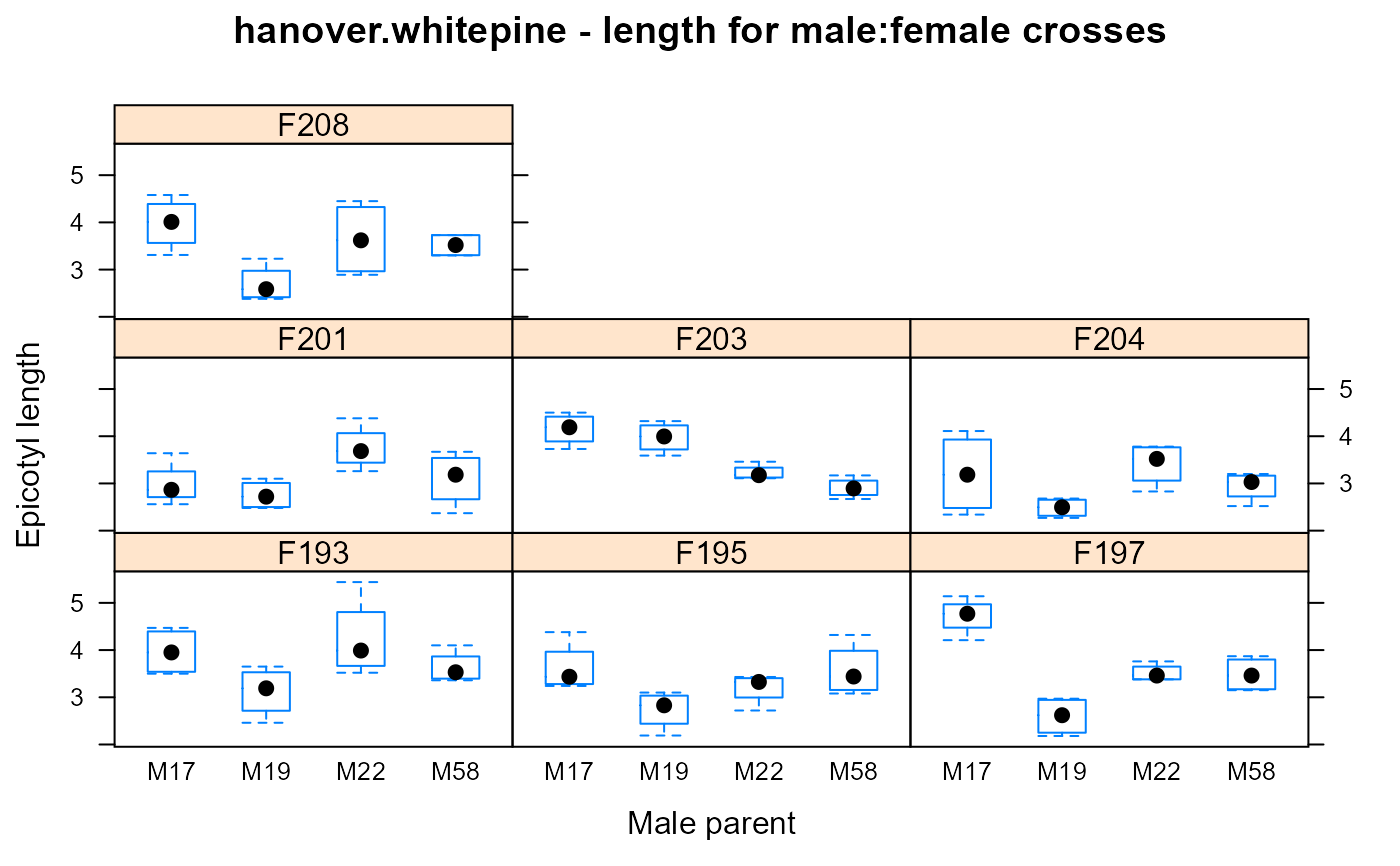 hanover.whitepine - length for male:female crosses
F208
5
4
3
F201 F203 F204
5
4
3
F193 F195 F197
5
4
3
M17 M19 M22 M58 M17 M19 M22 M58 M17 M19 M22 M58
Male parent
Epicotyl length